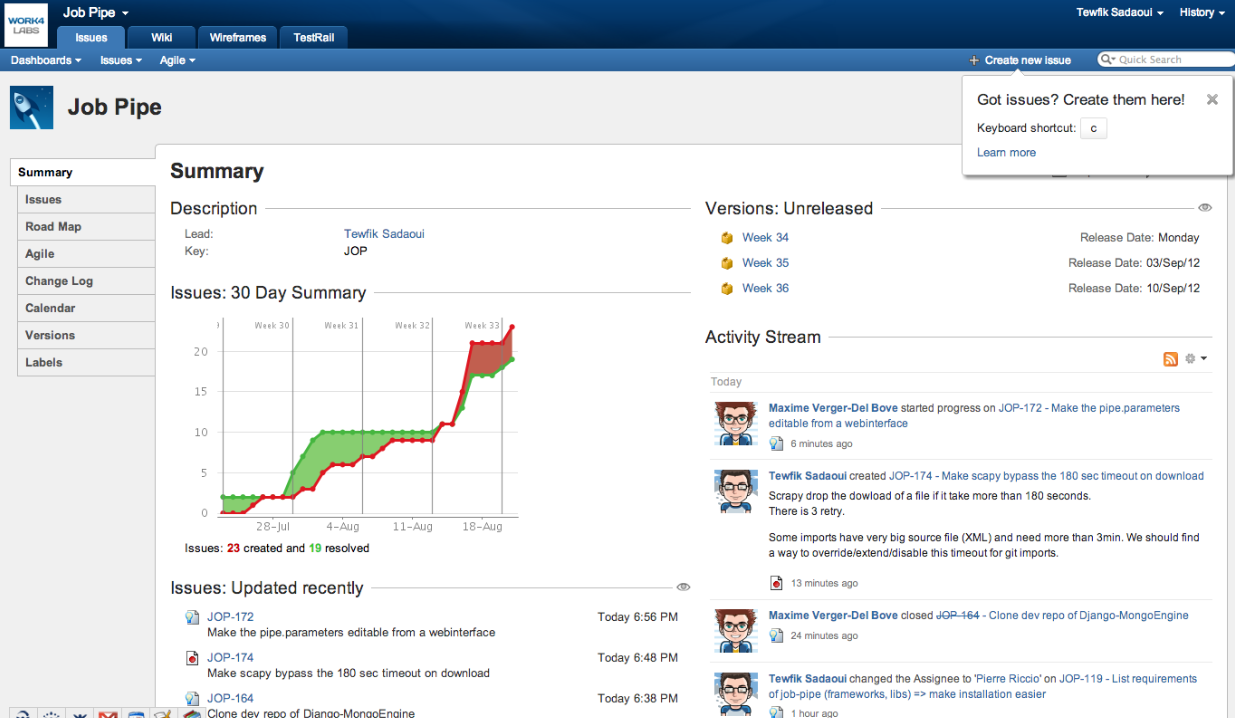 WORK4
LABS
Job Pipe
Tewfik Sadaoui
History
Issues
Wiki
Wireframes
TestRail
Dashboards
Issues
Agile
+ Create new issue
Quick Search
Job Pipe
Got issues? Create them here!
Keyboard shortcut: c
Learn more
Summary
Issues
Road Map
Agile
Change Log
Calendar
Versions
Labels
Summary
Description
Lead: Tewfik Sadaoui
Key: JOP
Issues: 30 Day Summary
Week 30
Week 31
Week 32
Week 33
20
15
10
5
0
28-Jul
4-Aug
11-Aug
18-Aug
Issues: 23 created and 19 resolved
Issues: Updated recently
JOP-172 Today 6:56 PM
Make the pipe.parameters editable from a webinterface
JOP-174 Today 6:48 PM
Make scapy bypass the 180 sec timeout on download
JOP-164 Today 6:38 PM
Clone dev repo of Django-MongoEngine
Versions: Unreleased
Week 34 Release Date: Monday
Week 35 Release Date: 03/Sep/12
Week 36 Release Date: 10/Sep/12
Activity Stream
Today
Maxime Verger-Del Bove started progress on JOP-172 - Make the pipe.parameters
editable from a webinterface
6 minutes ago
Tewfik Sadaoui created JOP-174 - Make scapy bypass the 180 sec timeout on download
Scrapy drop the dowload of a file if it take more than 180 seconds.
There is 3 retry.
Some imports have very big source file (XML) and need more than 3min. We should find
a way to override/extend/disable this timeout for git imports.
13 minutes ago
Maxime Verger-Del Bove closed JOP-164 - Clone dev repo of Django-MongoEngine
24 minutes ago
Tewfik Sadaoui changed the Assignee to 'Pierre Riccio' on JOP-119 - List requirements
of job-pipe (frameworks, libs) => make installation easier
1 hour ago